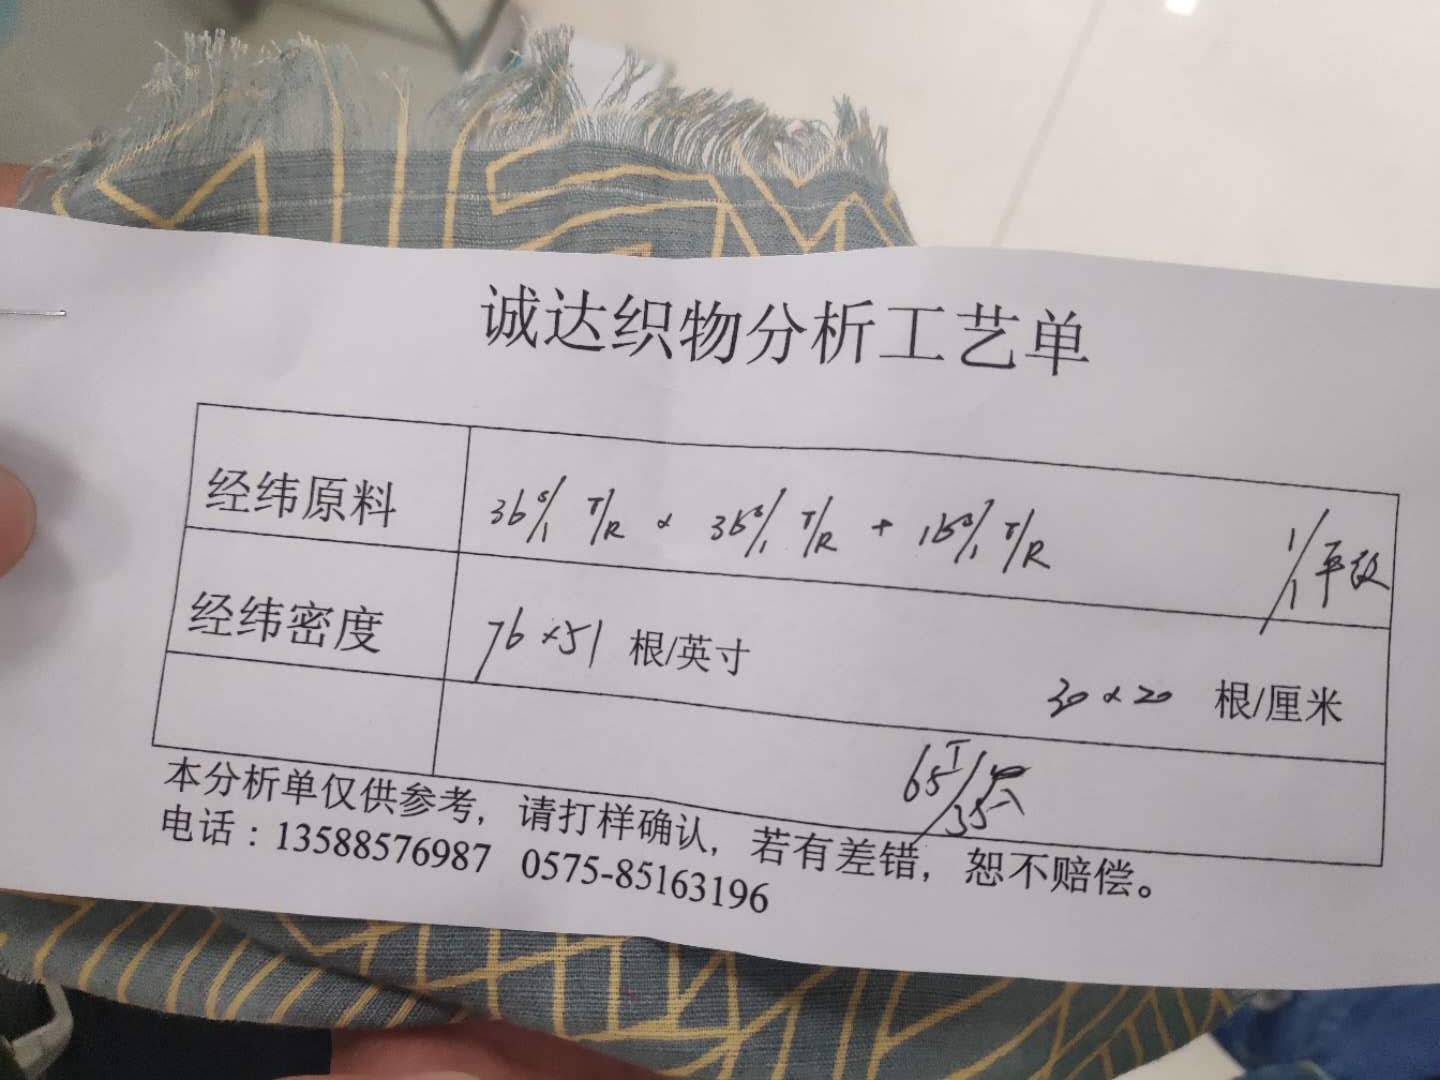 诚达织物分析工艺单
经纬原料 36s/1 T/R × 36s/1 T/R + 16s/1 T/R 1/1平纹
经纬密度 76×51 根/英寸 30×20 根/厘米
65T/35
本分析单仅供参考，请打样确认，若有差错，恕不赔偿。
电话：13588576987 0575-85163196